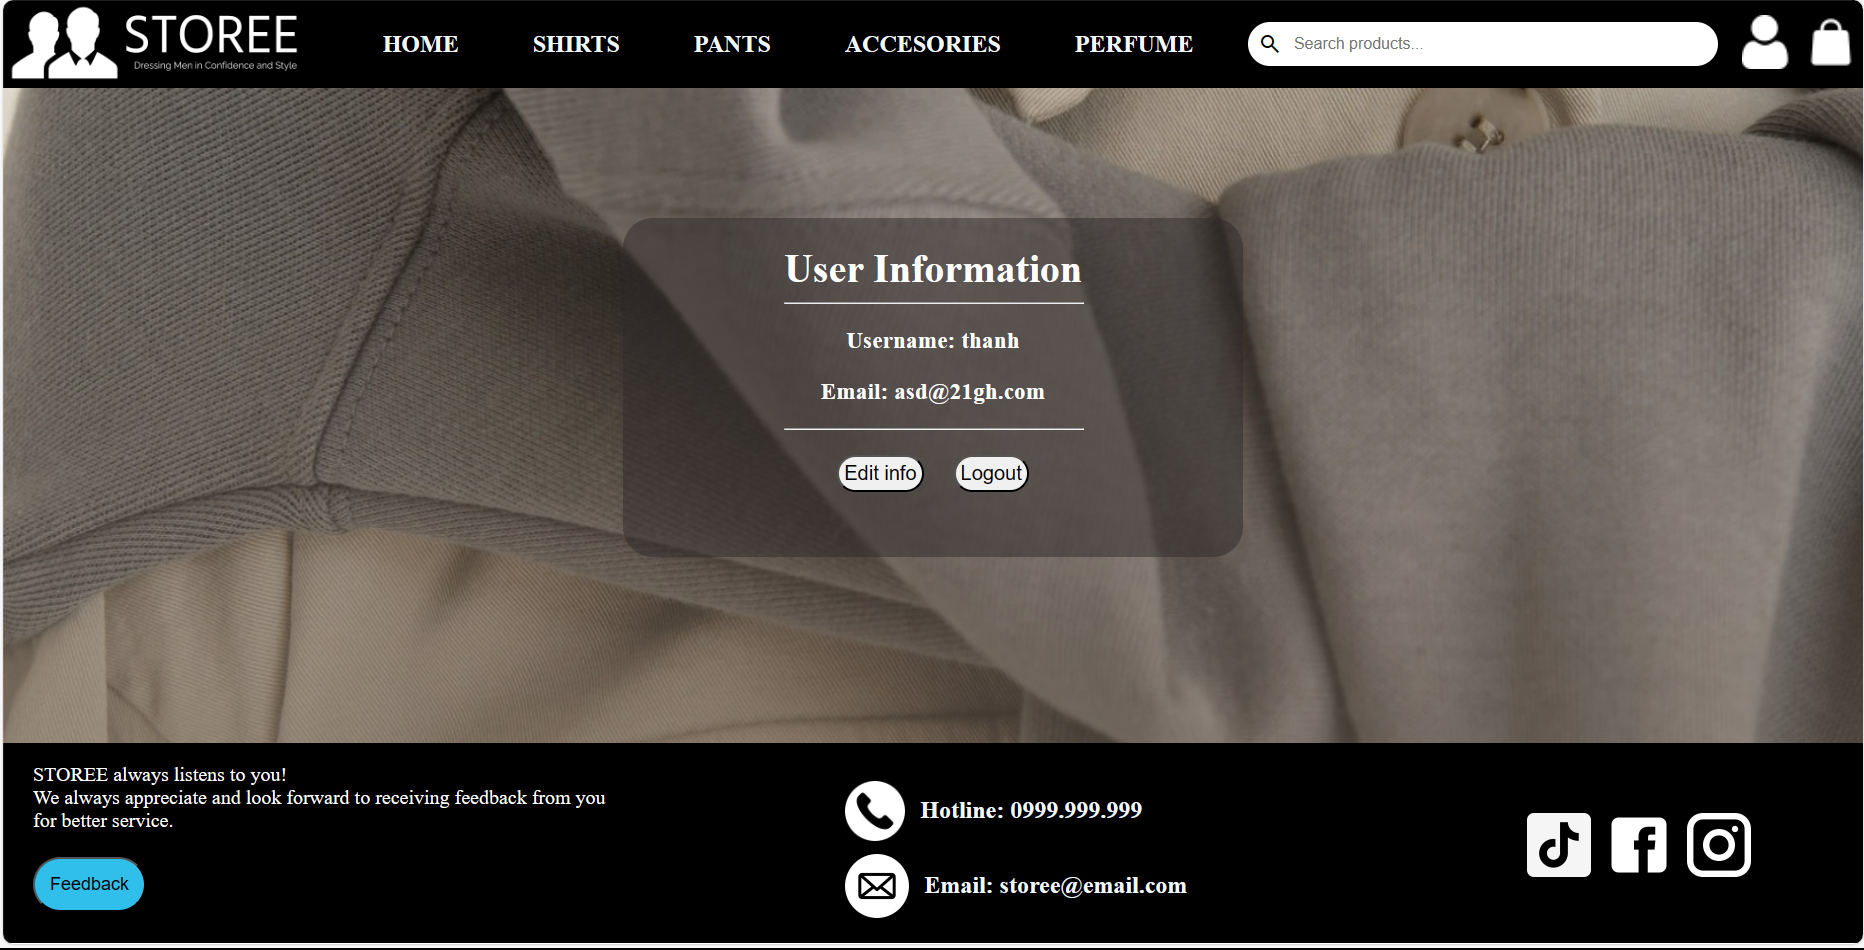 STOREE
Dressing Men in Confidence and Style
HOME
SHIRTS
PANTS
ACCESORIES
PERFUME
Search products...
User Information
Username: thanh
Email: asd@21gh.com
Edit info
Logout
STOREE always listens to you!
We always appreciate and look forward to receiving feedback from you
for better service.
Feedback
Hotline: 0999.999.999
Email: storee@email.com